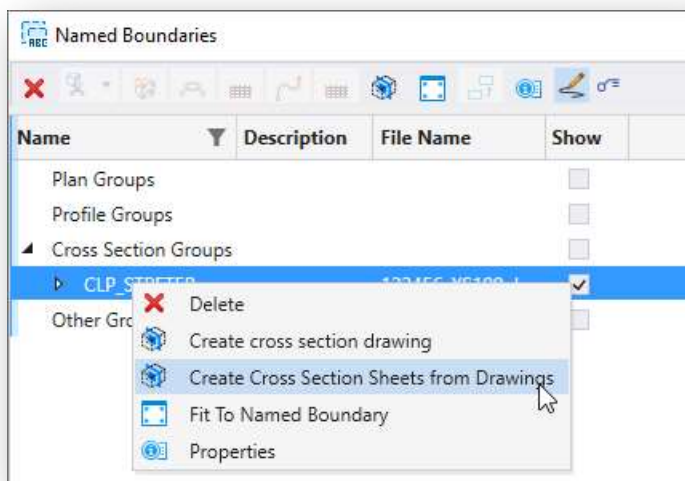 Named Boundaries
Name Description File Name Show
Plan Groups
Profile Groups
Cross Section Groups
Delete
Create cross section drawing
Create Cross Section Sheets from Drawings
Fit To Named Boundary
Properties
Other
ABC